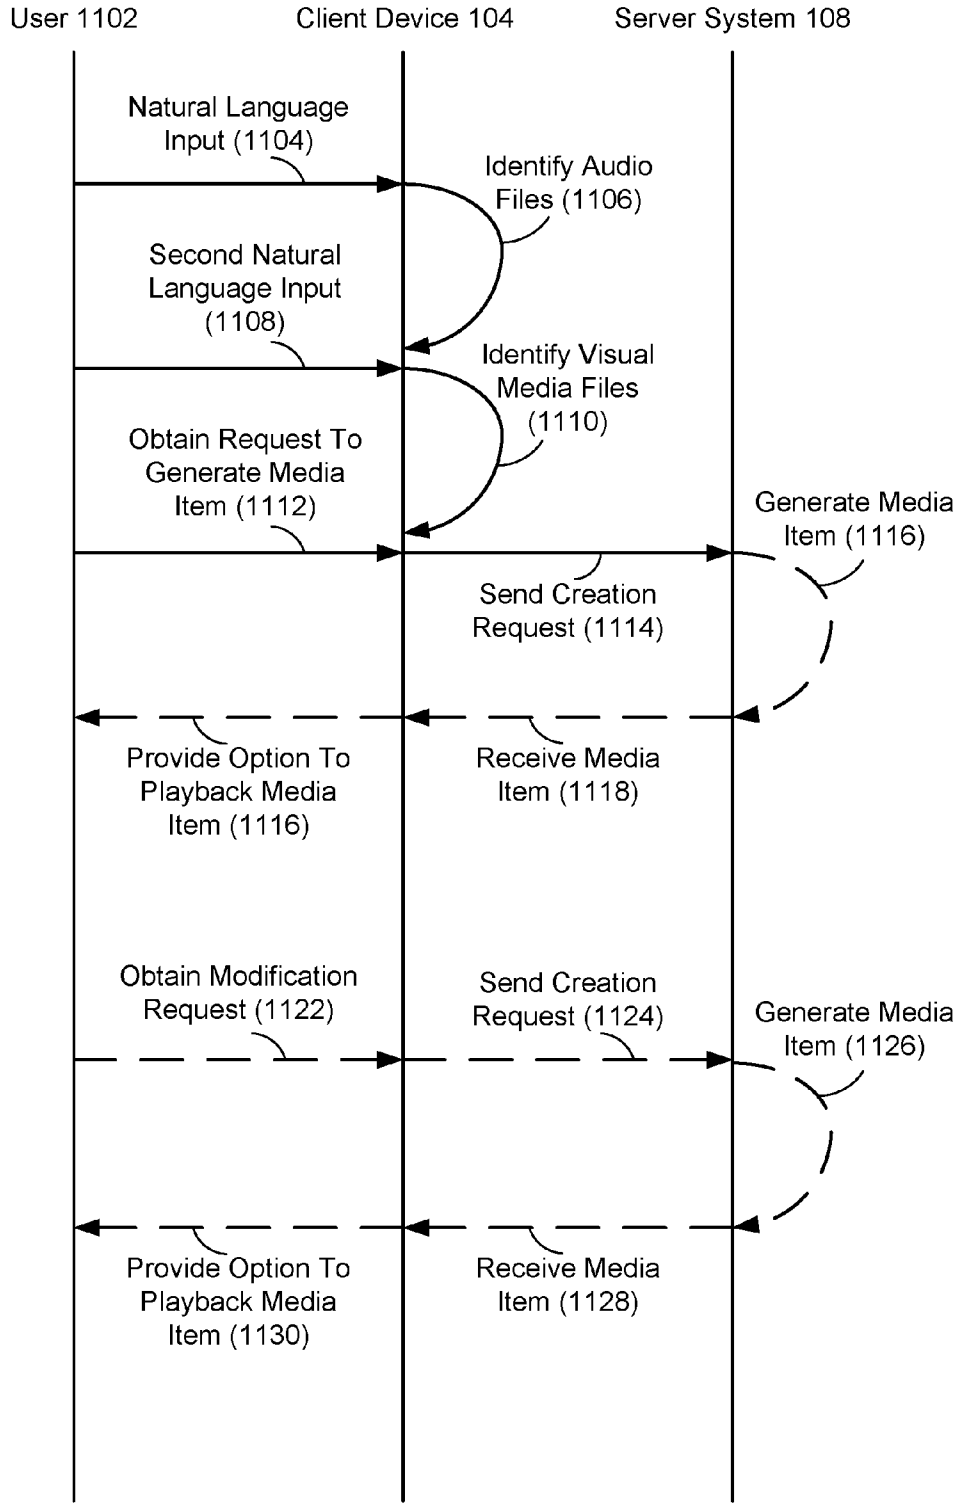 User 1102
Client Device 104
Server System 108
Natural Language
Input (1104)
Identify Audio
Files (1106)
Second Natural
Language Input
(1108)
Identify Visual
Media Files
(1110)
Obtain Request To
Generate Media
Item (1112)
Send Creation
Request (1114)
Generate Media
Item (1116)
Provide Option To
Playback Media
Item (1116)
Receive Media
Item (1118)
Obtain Modification
Request (1122)
Send Creation
Request (1124)
Generate Media
Item (1126)
Provide Option To
Playback Media
Item (1130)
Receive Media
Item (1128)